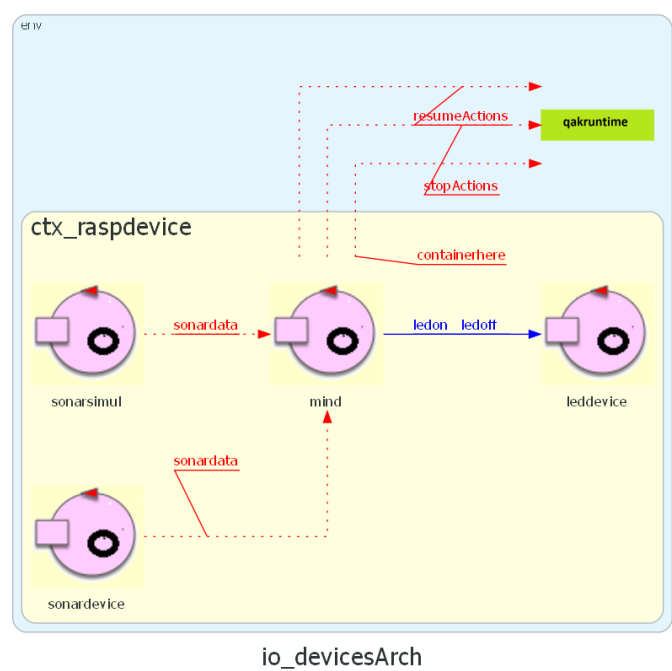 env
resumeActions
qakruntime
stopActions
ctx_raspdevice
containerhere
sonardata
ledon ledoff
sonarsimul
mind
leddevice
sonardata
sonardevice
io_devicesArch